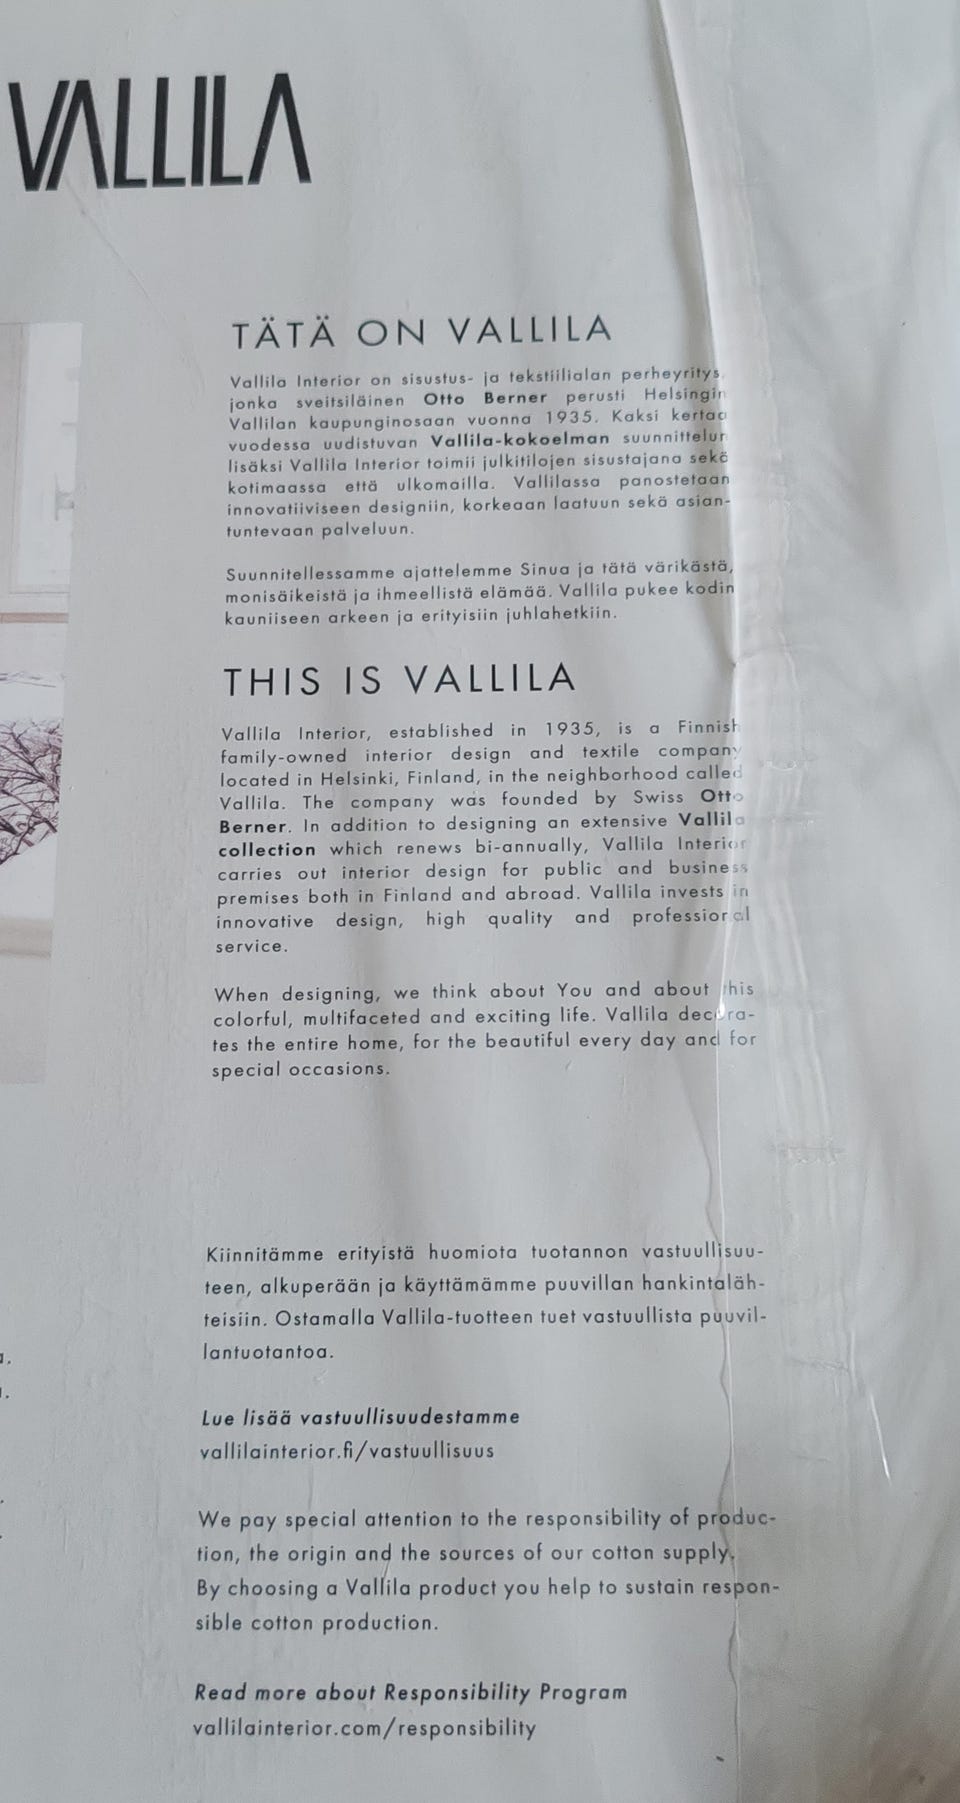 VALLILA
TÄTÄ ON VALLILA
Vallila Interior on sisustus- ja tekstiilialan perheyritys,
jonka sveitsiläinen Otto Berner perusti Helsingin
Vallilan kaupunginosaan vuonna 1935. Kaksi kertaa
vuodessa uudistuvan Vallila-kokoelman suunnittelun
lisäksi Vallila Interior toimii julkitilojen sisustajana sekä
kotimaassa että ulkomailla. Vallilassa panostetaan
innovatiiviseen designiin, korkeaan laatuun sekä asian-
tuntevaan palveluun.
Suunnitellessamme ajattelemme Sinua ja tätä värikästä,
monisäikeistä ja ihmeellistä elämää. Vallila pukee kodin
kauniiseen arkeen ja erityisiin juhlahetkiin.
THIS IS VALLILA
Vallila Interior, established in 1935, is a Finnish
family-owned interior design and textile company
located in Helsinki, Finland, in the neighborhood called
Vallila. The company was founded by Swiss Otto
Berner. In addition to designing an extensive Vallila
collection which renews bi-annually, Vallila Interior
carries out interior design for public and business
premises both in Finland and abroad. Vallila invests in
innovative design, high quality and professional
service.
When designing, we think about You and about this
colorful, multifaceted and exciting life. Vallila decora-
tes the entire home, for the beautiful every day and for
special occasions.
Kiinnitämme erityistä huomiota tuotannon vastuullisuu-
teen, alkuperään ja käyttämämme puuvillan hankintaläh-
teisiin. Ostamalla Vallila-tuotteen tuet vastuullista puuvil-
lantuotantoa.
Lue lisää vastuullisuudestamme
vallilainterior.fi/vastuullisuus
We pay special attention to the responsibility of produc-
tion, the origin and the sources of our cotton supply.
By choosing a Vallila product you help to sustain respon-
sible cotton production.
Read more about Responsibility Program
vallilainterior.com/responsibility